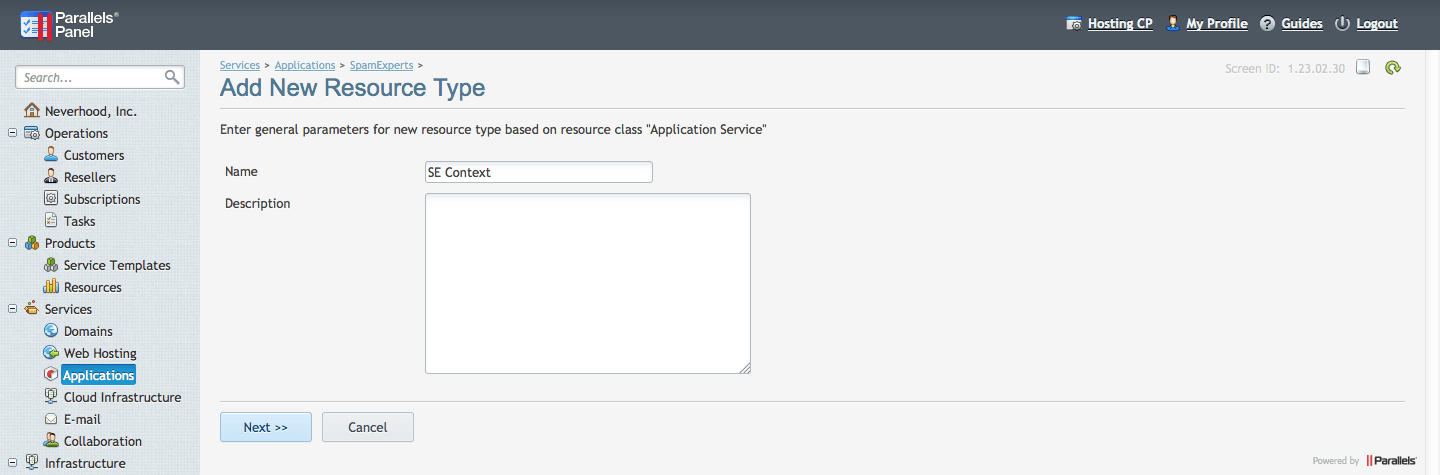 Parallels®
Panel
Hosting CP My Profile Guides Logout
Search...
Services > Applications > SpamExperts >
Screen ID: 1.23.02.30
Add New Resource Type
Enter general parameters for new resource type based on resource class "Application Service"
Name SE Context
Description
Next >> Cancel
Neverhood, Inc.
Operations
Customers
Resellers
Subscriptions
Tasks
Products
Service Templates
Resources
Services
Domains
Web Hosting
Applications
Cloud Infrastructure
E-mail
Collaboration
Infrastructure
Powered by Parallels®